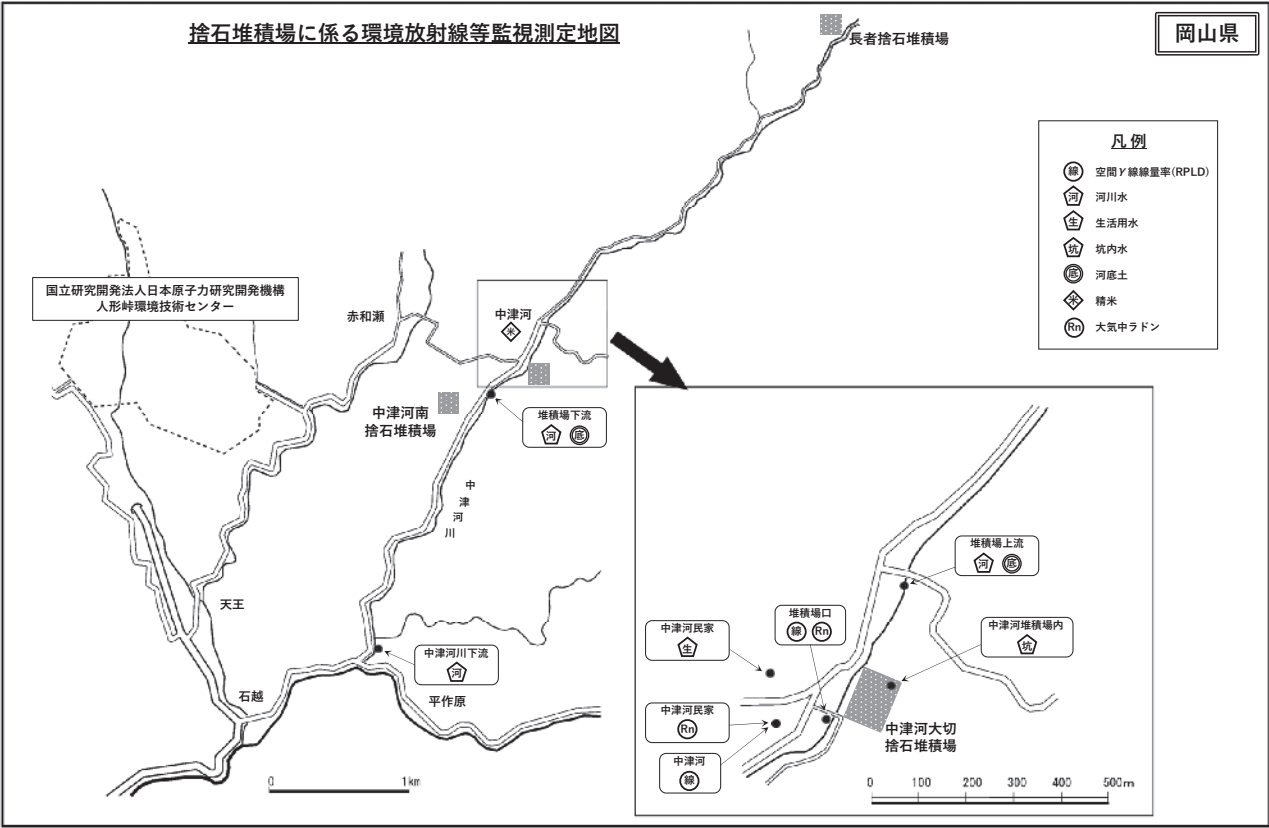 捨石堆積場に係る環境放射線等監視測定地図
岡山県
長者捨石堆積場
凡例
線 空間γ線線量率(RPLD)
河 河川水
生 生活用水
坑 坑内水
底 河底土
米 精米
Rn 大気中ラドン
国立研究開発法人日本原子力研究開発機構
人形峠環境技術センター
赤和瀬
中津河
米
中津河南
捨石堆積場
堆積場下流
河 底
中津河川
天王
中津河川下流
河
石越
平作原
0 1km
堆積場上流
河 底
中津河民家
生
堆積場口
線 Rn
中津河堆積場内
坑
中津河民家
Rn
中津河大切
捨石堆積場
中津河
線
0 100 200 300 400 500m